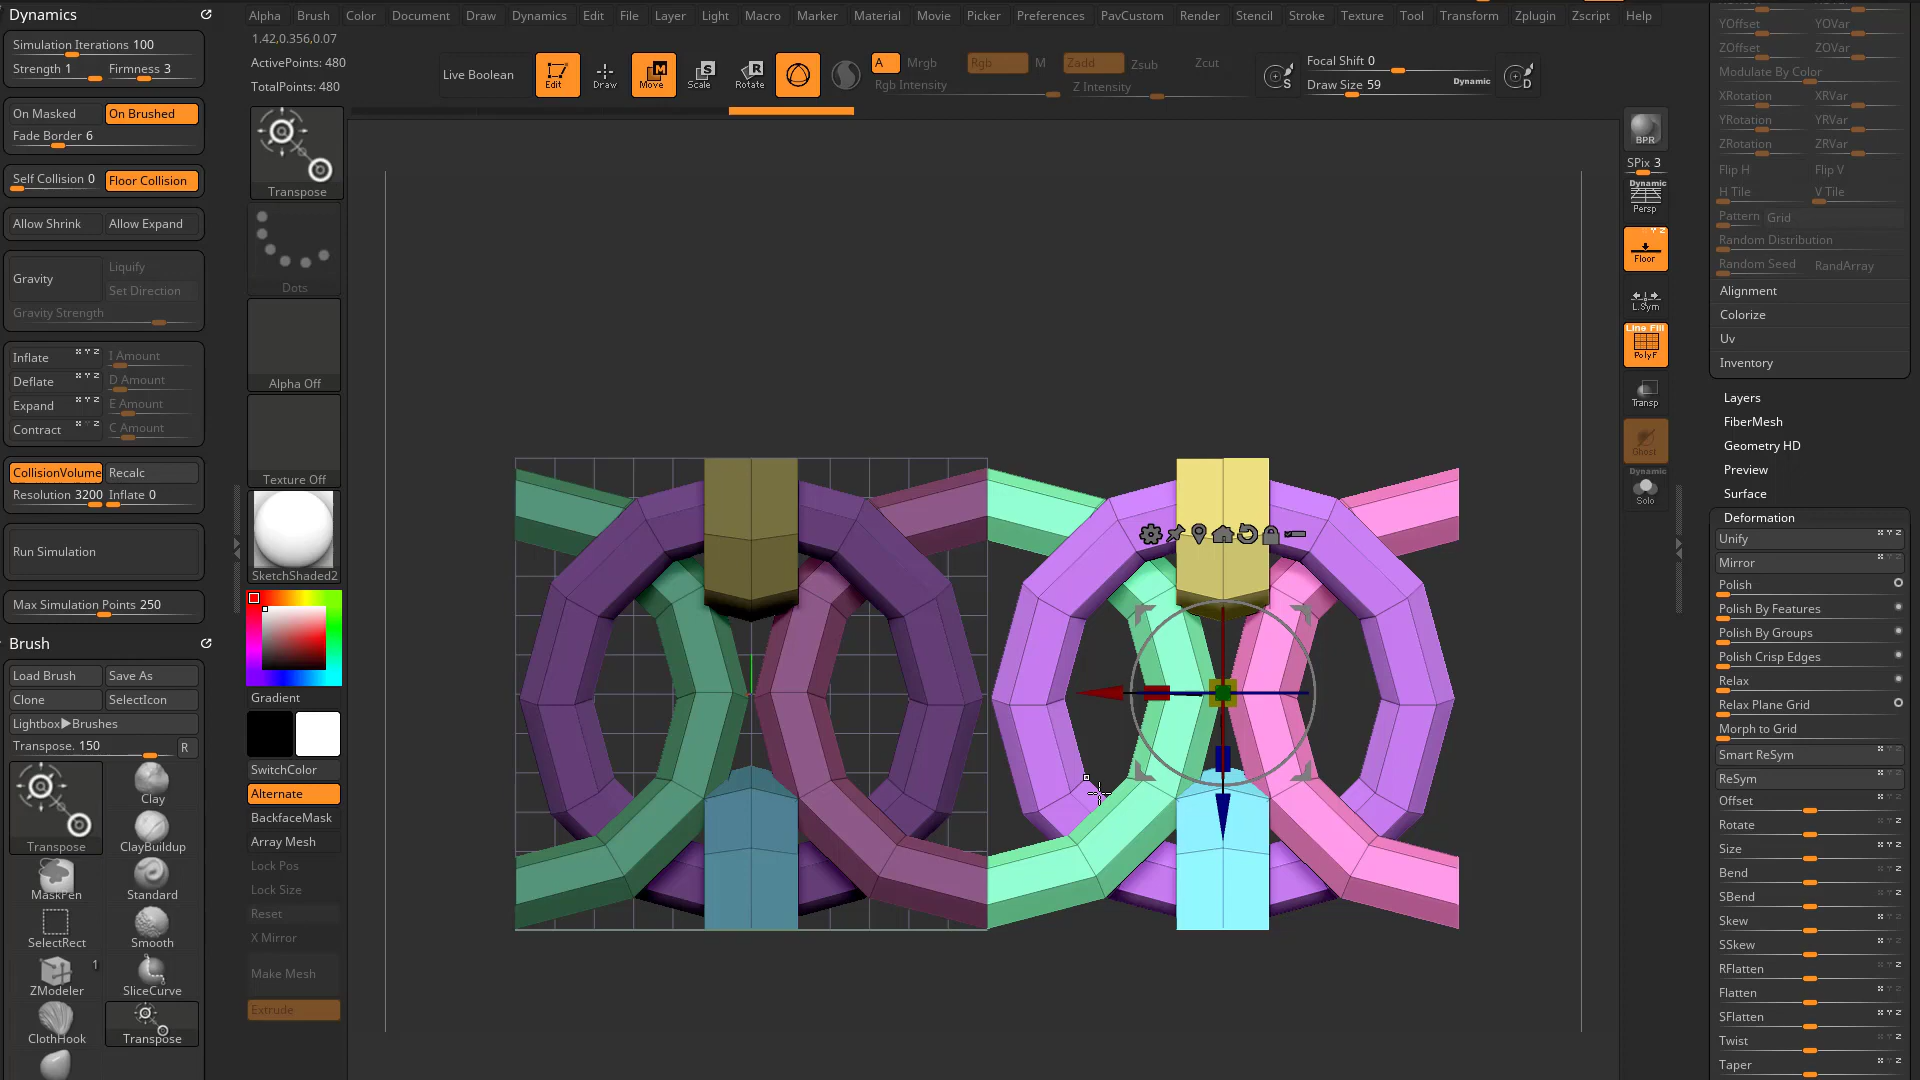 Dynamics
Simulation Iterations 100
Strength 1 Firmness 3
On Masked On Brushed
Fade Border 6
Self Collision 0 Floor Collision
Allow Shrink Allow Expand
Gravity Liquify
Set Direction
Gravity Strength
Inflate X Y Z I Amount
Deflate X Y Z D Amount
Expand X Y Z E Amount
Contract X Y Z C Amount
CollisionVolume Recalc
Resolution 3200 Inflate 0
Run Simulation
Max Simulation Points 250
Brush
Load Brush Save As
Clone SelectIcon
Lightbox▶Brushes
Transpose. 150 R
Transpose Clay
ClayBuildup
MaskPen Standard
SelectRect Smooth
ZModeler 1 SliceCurve
ClothHook Transpose
Alpha Brush Color Document Draw Dynamics Edit File Layer Light Macro Marker Material Movie Picker Preferences PavCustom Render Stencil Stroke Texture Tool Transform Zplugin Zscript Help
1.42,0.356,0.07
ActivePoints: 480
TotalPoints: 480
Live Boolean
Edit Draw Move Scale Rotate
A Mrgb Rgb M Zadd Zsub Zcut
Rgb Intensity Z Intensity
S Focal Shift 0
Draw Size 59 Dynamic D
Transpose
Dots
Alpha Off
Texture Off
SketchShaded2
Gradient
SwitchColor
Alternate
BackfaceMask
Array Mesh
Lock Pos
Lock Size
Reset
X Mirror
Make Mesh
Extrude
BPR
SPix 3
Dynamic
Persp
Floor
L.Sym
Line Fill
PolyF
Transp
Ghost
Dynamic
Solo
YOffset YOVar
ZOffset ZOVar
Modulate By Color
XRotation XRVar
YRotation YRVar
ZRotation ZRVar
Flip H Flip V
H Tile V Tile
Pattern Grid
Random Distribution
Random Seed RandArray
Alignment
Colorize
Uv
Inventory
Layers
FiberMesh
Geometry HD
Preview
Surface
Deformation
Unify
Mirror
Polish
Polish By Features
Polish By Groups
Polish Crisp Edges
Relax
Relax Plane Grid
Morph to Grid
Smart ReSym
ReSym
Offset
Rotate
Size
Bend
SBend
Skew
SSkew
RFlatten
Flatten
SFlatten
Twist
Taper